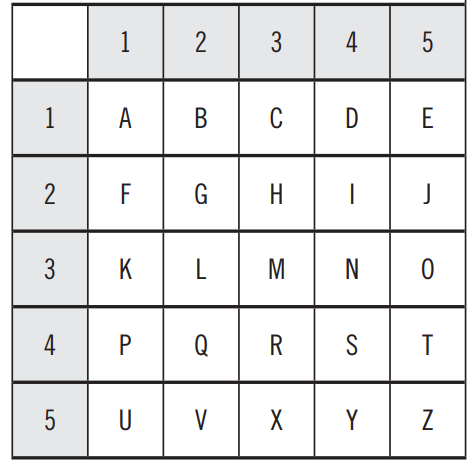 1 2 3 4 5
1 A B C D E
2 F G H I J
3 K L M N O
4 P Q R S T
5 U V X Y Z